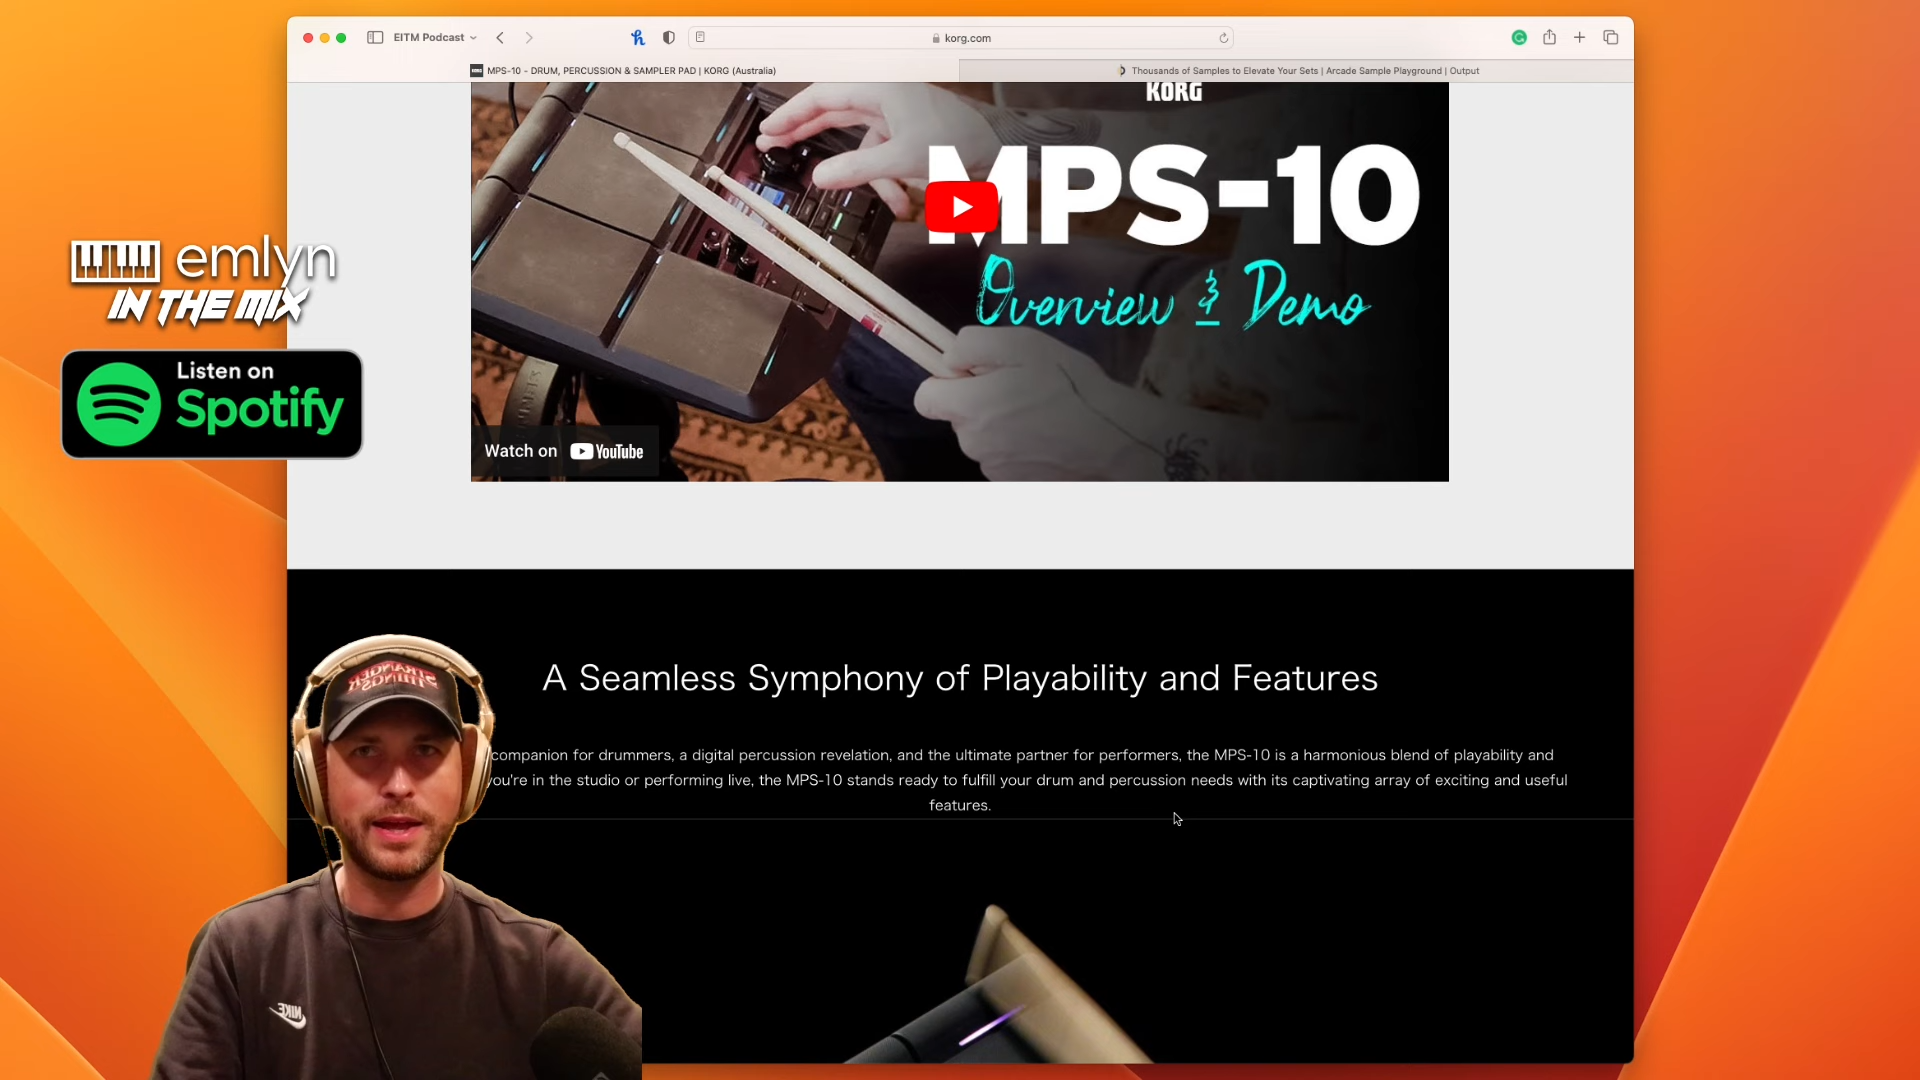 EITM Podcast
korg.com
MPS-10 - DRUM, PERCUSSION & SAMPLER PAD | KORG (Australia)
Thousands of Samples to Elevate Your Sets | Arcade Sample Playground | Output
KORG
MPS-10
Overview & Demo
Watch on YouTube
emlyn
IN THE MIX
Listen on
Spotify
A Seamless Symphony of Playability and Features
companion for drummers, a digital percussion revelation, and the ultimate partner for performers, the MPS-10 is a harmonious blend of playability and
you're in the studio or performing live, the MPS-10 stands ready to fulfill your drum and percussion needs with its captivating array of exciting and useful
features.
STRANGER
THINGS
NIKE